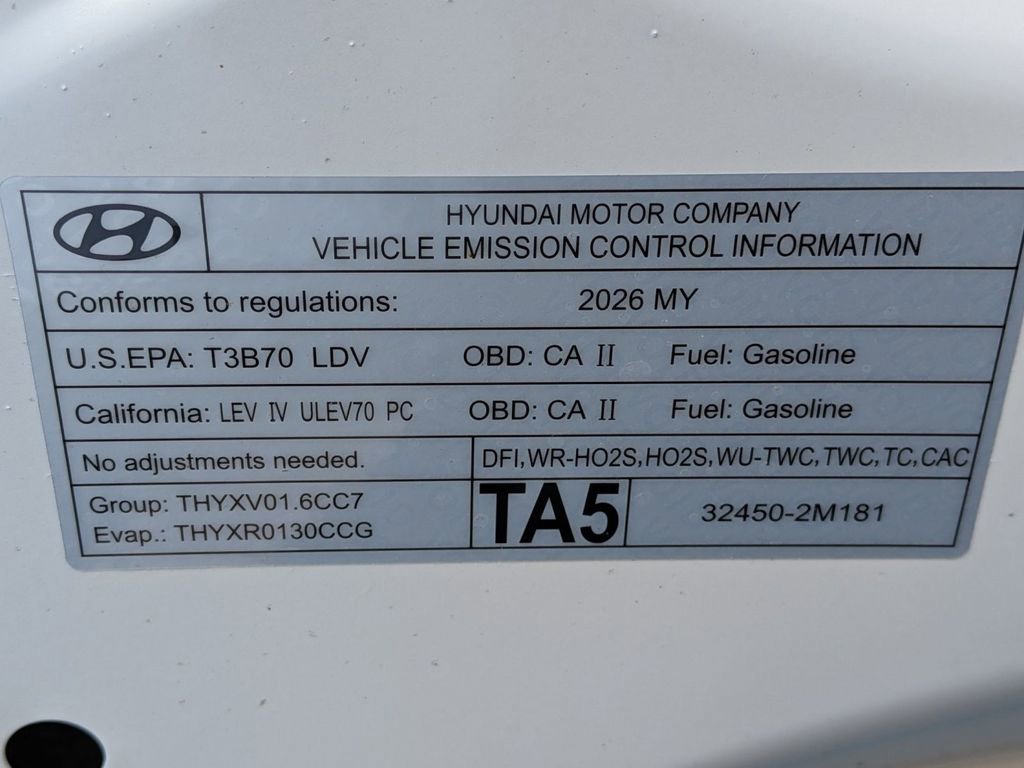 HYUNDAI MOTOR COMPANY
VEHICLE EMISSION CONTROL INFORMATION
Conforms to regulations: 2026 MY
U.S.EPA: T3B70 LDV OBD: CA II Fuel: Gasoline
California: LEV IV ULEV70 PC OBD: CA II Fuel: Gasoline
No adjustments needed. DFI,WR-HO2S,HO2S,WU-TWC,TWC,TC,CAC
Group: THYXV01.6CC7
Evap.: THYXR0130CCG
TA5
32450-2M181